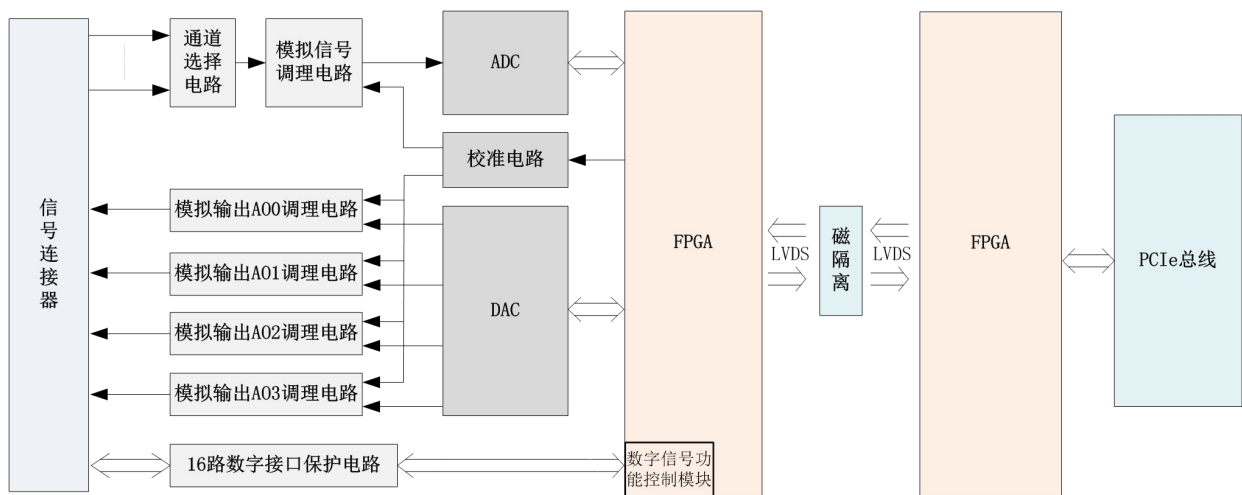 信号连接器
通道
选择
电路
模拟信号
调理电路
ADC
校准电路
模拟输出AO0调理电路
模拟输出AO1调理电路
模拟输出AO2调理电路
模拟输出AO3调理电路
DAC
16路数字接口保护电路
FPGA
数字信号功
能控制模块
LVDS
磁隔离
LVDS
FPGA
PCIe总线